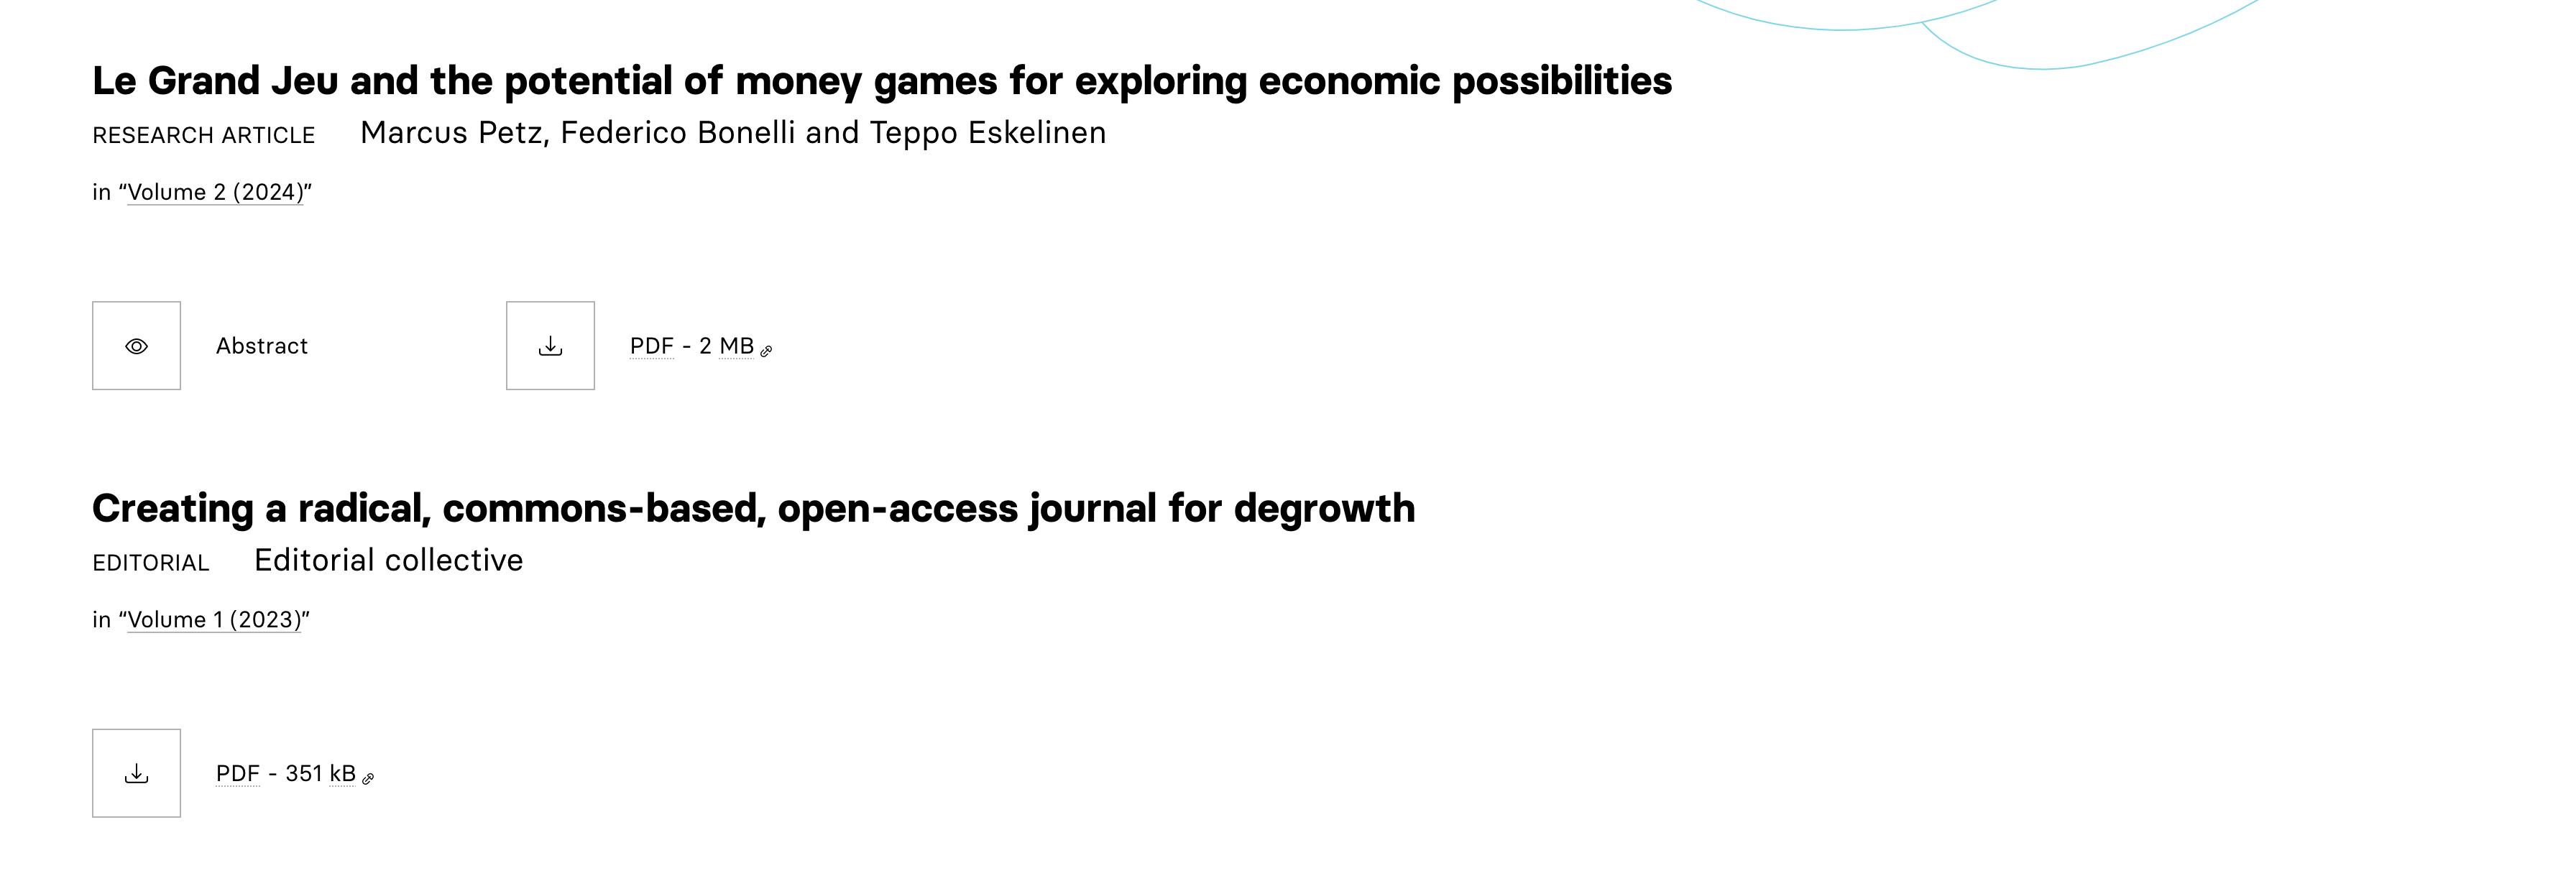 Le Grand Jeu and the potential of money games for exploring economic possibilities
RESEARCH ARTICLE Marcus Petz, Federico Bonelli and Teppo Eskelinen
in “Volume 2 (2024)”
Abstract PDF - 2 MB
Creating a radical, commons-based, open-access journal for degrowth
EDITORIAL Editorial collective
in “Volume 1 (2023)”
PDF - 351 kB